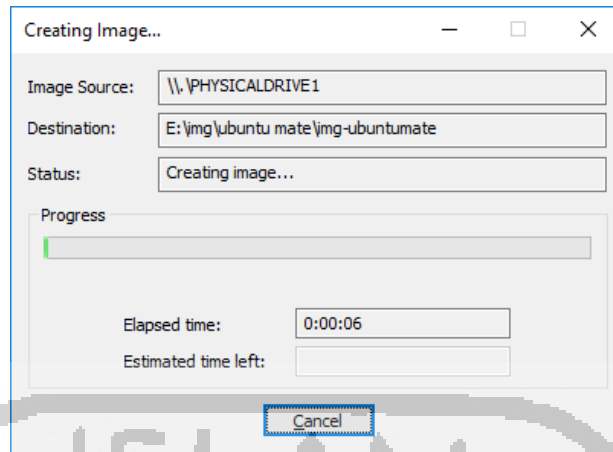 Creating Image...
Image Source: \\.\PHYSICALDRIVE1
Destination: E:\img\ubuntu mate\img-ubuntumate
Status: Creating image...
Progress
Elapsed time: 0:00:06
Estimated time left:
Cancel